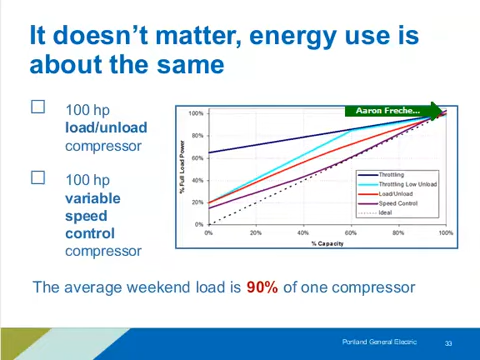 It doesn't matter, energy use is
about the same
100 hp
load/unload
compressor
100 hp
variable
speed
control
compressor
Aaron Freche...
% Full Load Power
100%
80%
60%
40%
20%
0%
0%
20%
40%
60%
80%
100%
% Capacity
Throttling
Throttling Low Unload
Load/Unload
Speed Control
Ideal
The average weekend load is 90% of one compressor
Portland General Electric
33